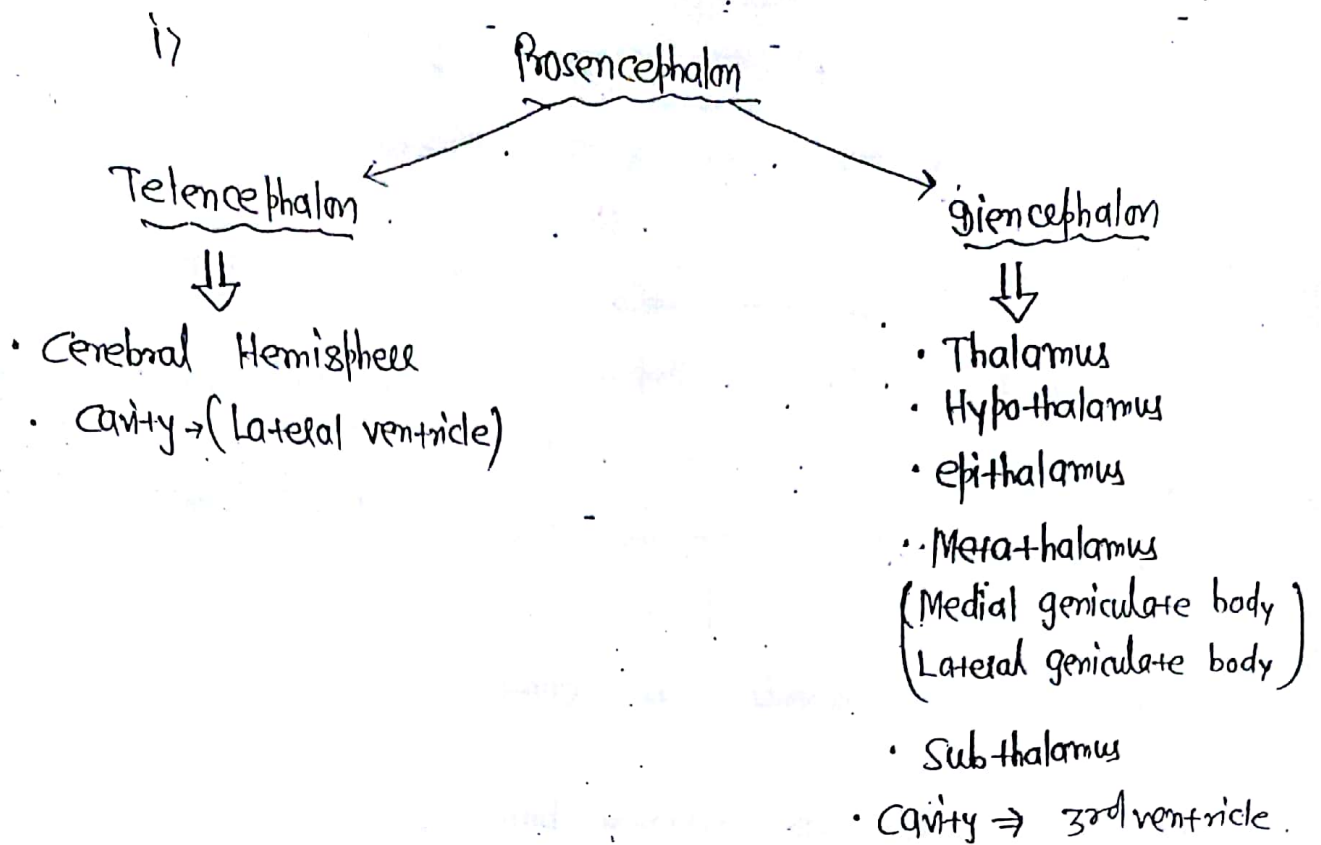 i)
Prosencephalon
Telencephalon
Diencephalon
• Cerebral Hemisphere
• Cavity → (Lateral ventricle)
• Thalamus
• Hypothalamus
• epithalamus
• Metathalamus
(Medial geniculate body
Lateral geniculate body)
• Subthalamus
• Cavity ⇒ 3rd ventricle.